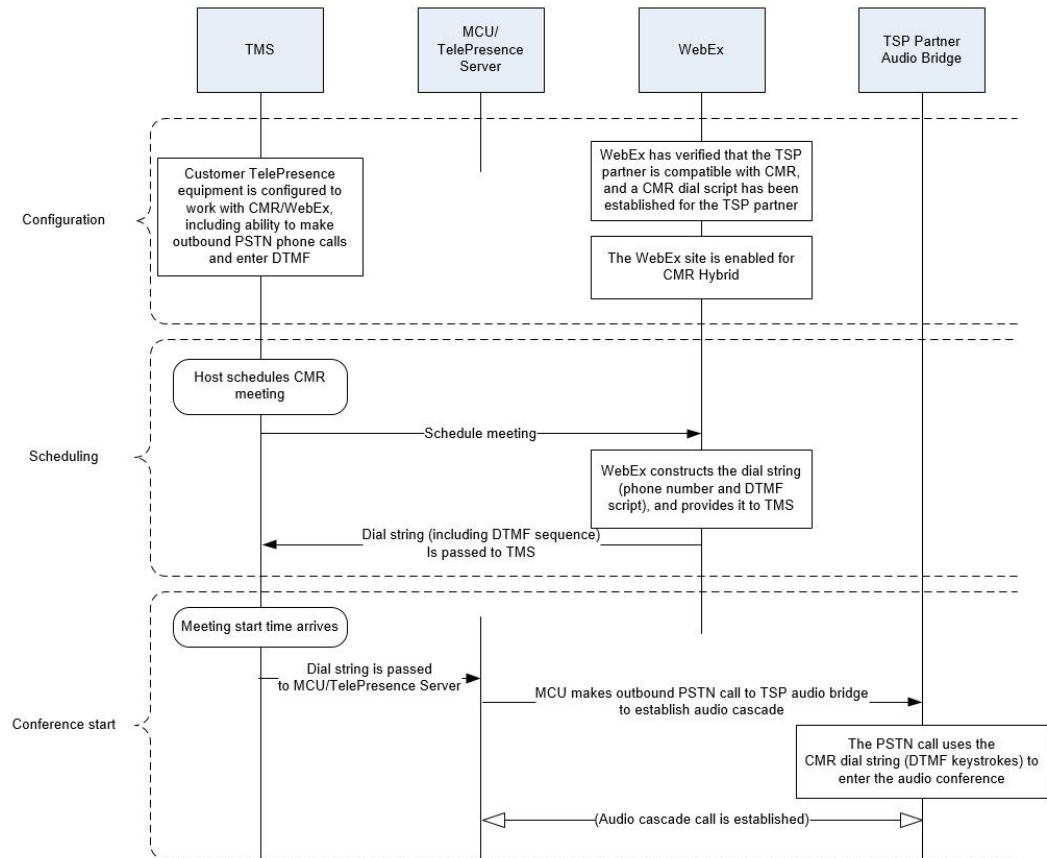 TMS
MCU/
TelePresence
Server
WebEx
TSP Partner
Audio Bridge
Configuration
Customer TelePresence
equipment is configured to
work with CMR/WebEx,
including ability to make
outbound PSTN phone calls
and enter DTMF
WebEx has verified that the TSP
partner is compatible with CMR,
and a CMR dial script has been
established for the TSP partner
The WebEx site is enabled for
CMR Hybrid
Scheduling
Host schedules CMR
meeting
Schedule meeting
WebEx constructs the dial string
(phone number and DTMF
script), and provides it to TMS
Dial string (including DTMF sequence)
Is passed to TMS
Conference start
Meeting start time arrives
Dial string is passed
to MCU/TelePresence Server
MCU makes outbound PSTN call to TSP audio bridge
to establish audio cascade
The PSTN call uses the
CMR dial string (DTMF keystrokes) to
enter the audio conference
(Audio cascade call is established)